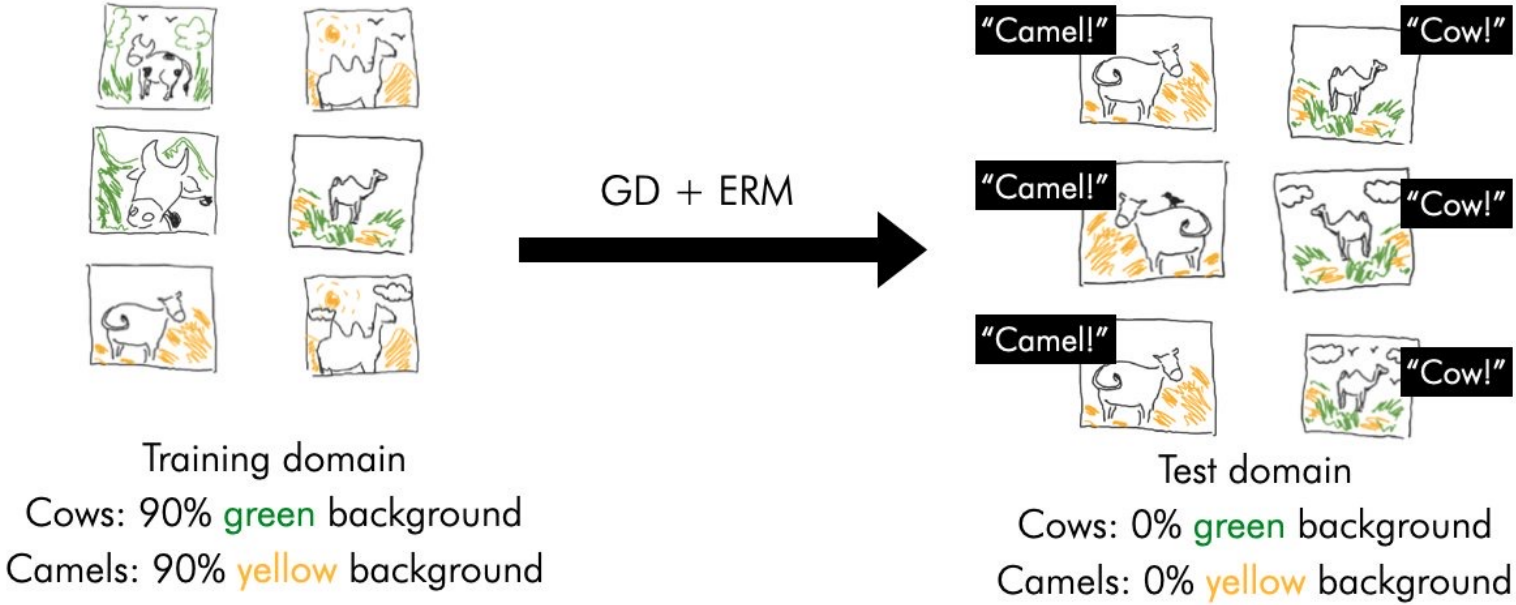 "Camel!"
"Cow!"
"Camel!"
"Cow!"
"Camel!"
"Cow!"
GD + ERM
Training domain
Cows: 90% green background
Camels: 90% yellow background
Test domain
Cows: 0% green background
Camels: 0% yellow background